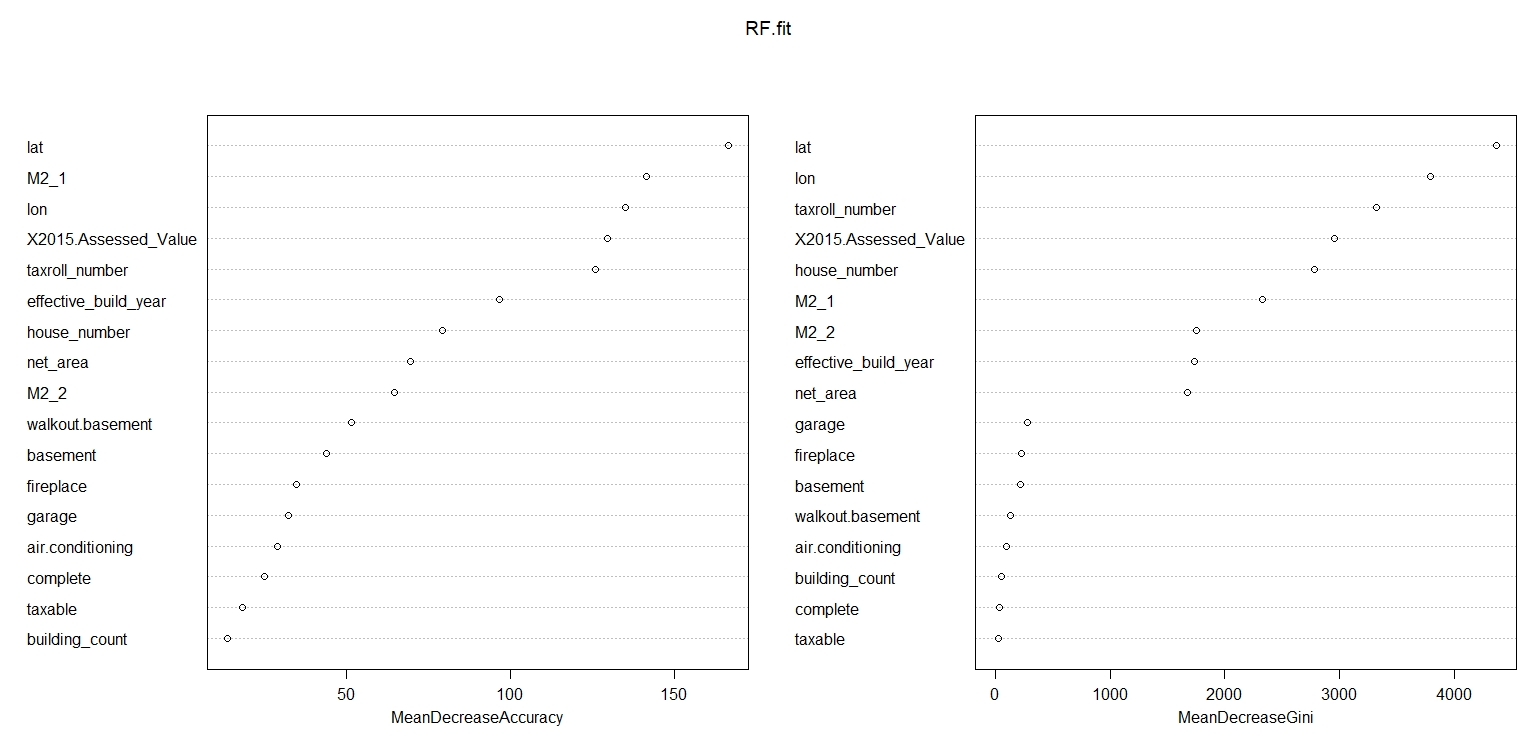 RF.fit
lat
M2_1
lon
X2015.Assessed_Value
taxroll_number
effective_build_year
house_number
net_area
M2_2
walkout.basement
basement
fireplace
garage
air.conditioning
complete
taxable
building_count
50 100 150
MeanDecreaseAccuracy
lat
lon
taxroll_number
X2015.Assessed_Value
house_number
M2_1
M2_2
effective_build_year
net_area
garage
fireplace
basement
walkout.basement
air.conditioning
building_count
complete
taxable
0 1000 2000 3000 4000
MeanDecreaseGini